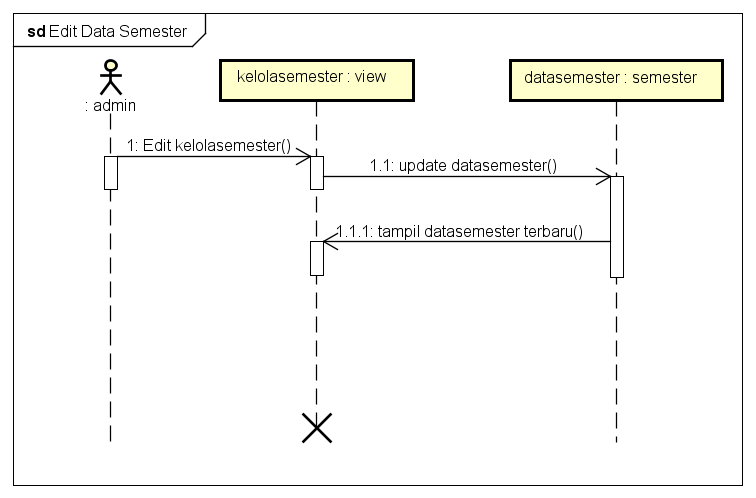 sd Edit Data Semester
: admin
kelolasemester : view
datasemester : semester
1: Edit kelolasemester()
1.1: update datasemester()
1.1.1: tampil datasemester terbaru()